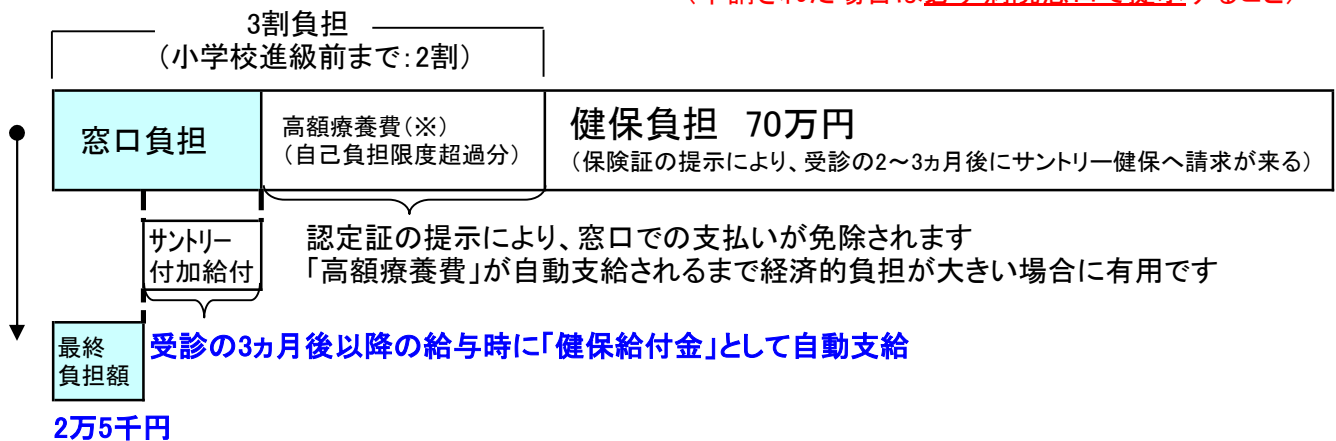 3割負担
（小学校進級前まで：2割）
窓口負担
高額療養費（※）
（自己負担限度超過分）
健保負担　70万円
（保険証の提示により、受診の2～3ヵ月後にサントリー健保へ請求が来る）
サントリー
付加給付
認定証の提示により、窓口での支払いが免除されます
「高額療養費」が自動支給されるまで経済的負担が大きい場合に有用です
最終
負担額
受診の3ヵ月後以降の給与時に「健保給付金」として自動支給
2万5千円